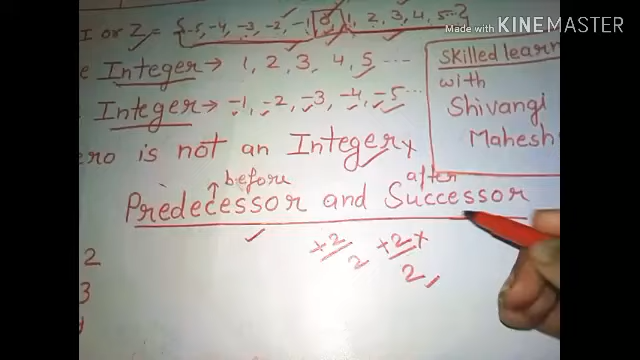 Made with KINEMASTER
I or Z = {-5, -4, -3, -2, -1, 0, 1, 2, 3, 4, 5...}
Integer → 1, 2, 3, 4, 5 ...
Integer → -1, -2, -3, -4, -5 ...
ero is not an Integer
Skilled learn
with
Shivangi
Mahesh
before
after
Predecessor and Successor
+2 +2
2 2,
2
3